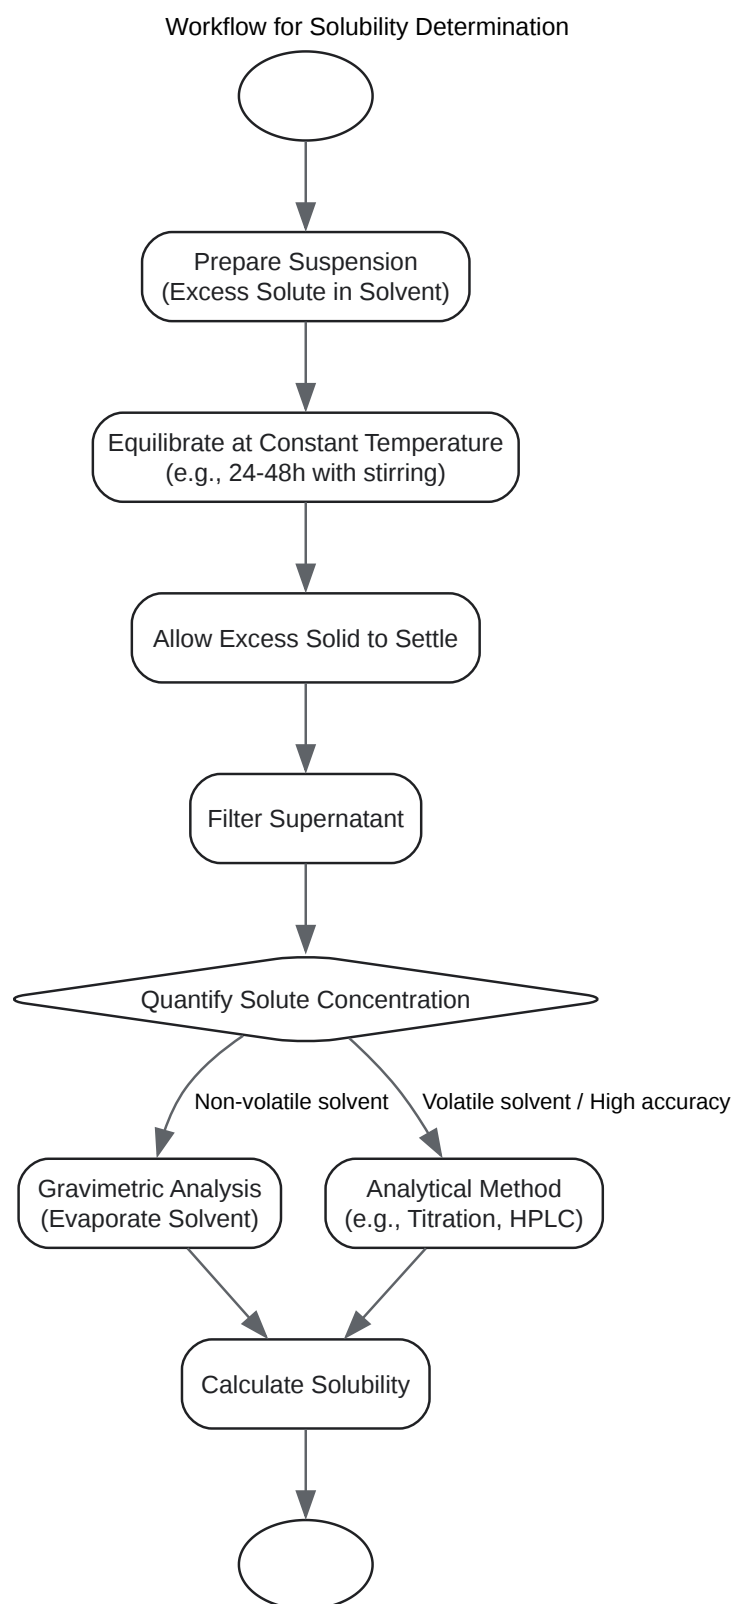 Workflow for Solubility Determination
Prepare Suspension
(Excess Solute in Solvent)
Equilibrate at Constant Temperature
(e.g., 24-48h with stirring)
Allow Excess Solid to Settle
Filter Supernatant
Quantify Solute Concentration
Non-volatile solvent
Volatile solvent / High accuracy
Gravimetric Analysis
(Evaporate Solvent)
Analytical Method
(e.g., Titration, HPLC)
Calculate Solubility